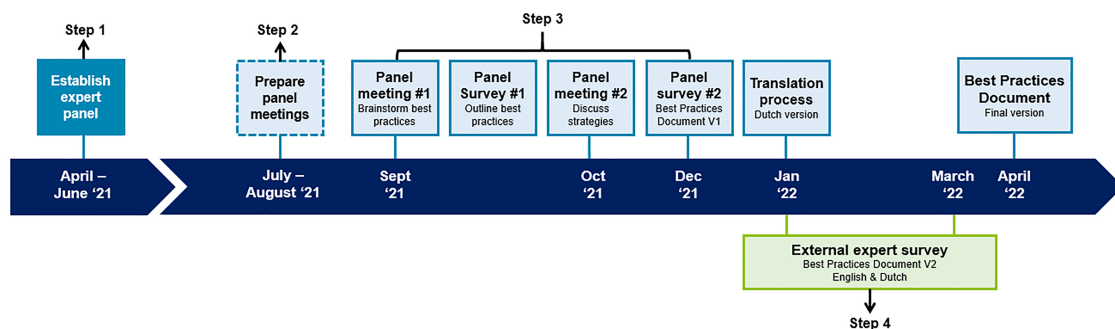 Step 1
Step 2
Step 3
Establish
expert
panel
Prepare
panel
meetings
Panel
meeting #1
Brainstorm best
practices
Panel
Survey #1
Outline best
practices
Panel
meeting #2
Discuss
strategies
Panel
survey #2
Best Practices
Document V1
Translation
process
Dutch version
Best Practices
Document
Final version
April –
June ‘21
July –
August ‘21
Sept
‘21
Oct
‘21
Dec
‘21
Jan
‘22
March
‘22
April
‘22
External expert survey
Best Practices Document V2
English & Dutch
Step 4